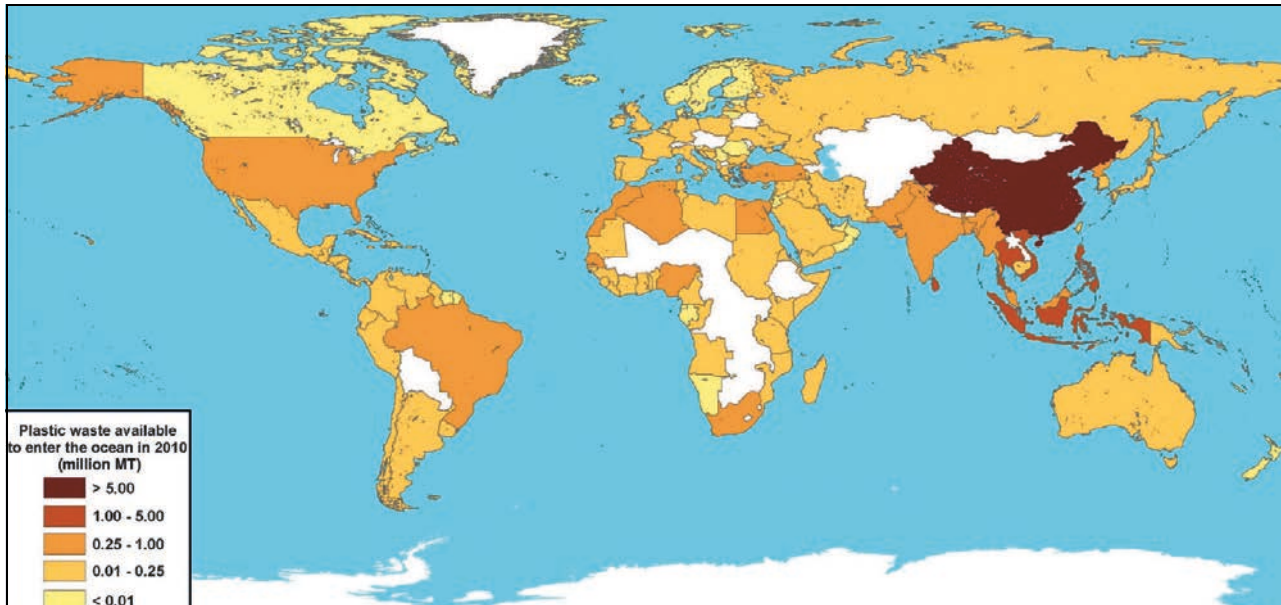 Plastic waste available
to enter the ocean in 2010
(million MT)
> 5.00
1.00 - 5.00
0.25 - 1.00
0.01 - 0.25
< 0.01